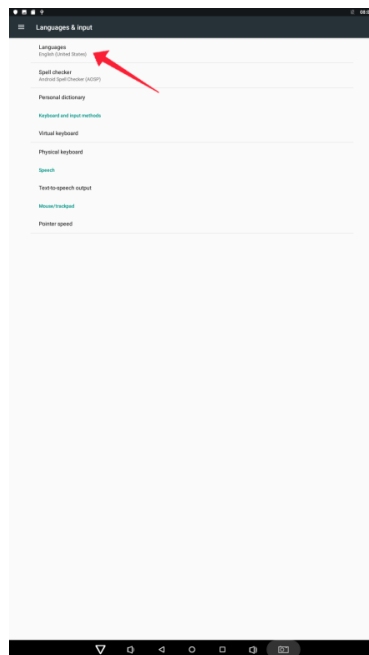 Languages & input
Languages
English (United States)
Spell checker
Android Spell Checker (AOSP)
Personal dictionary
Keyboard and input methods
Virtual keyboard
Physical keyboard
Speech
Text-to-speech output
Mouse/trackpad
Pointer speed